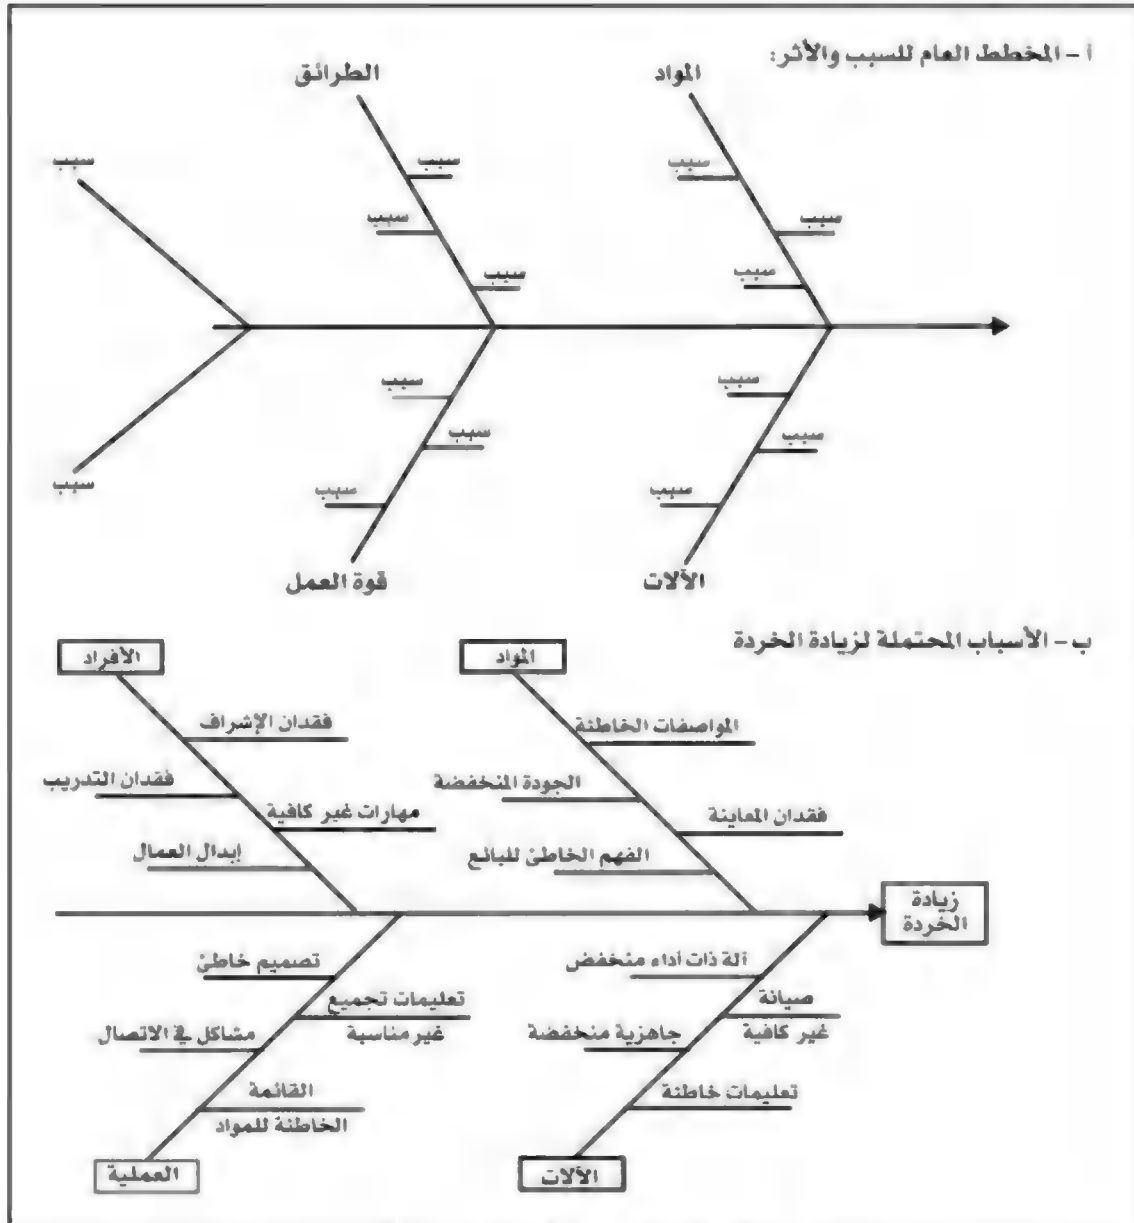 أ - المخطط العام للسبب والأثر:
المواد
الطرائق
سبب
سبب
سبب
سبب
سبب
سبب
سبب
سبب
سبب
سبب
سبب
سبب
سبب
سبب
الآلات
قوة العمل
ب - الأسباب المحتملة لزيادة الخردة
المواد
الأفراد
المواصفات الخاطئة
فقدان الإشراف
الجودة المنخفضة
فقدان التدريب
فقدان المعاينة
مهارات غير كافية
الفهم الخاطئ للبائع
إبدال العمال
زيادة
الخردة
آلة ذات أداء منخفض
تصميم خاطئ
صيانة
غير كافية
تعليمات تجميع
غير مناسبة
جاهزية منخفضة
مشاكل في الاتصال
تعليمات خاطئة
القائمة
الخاطئة للمواد
الآلات
العملية